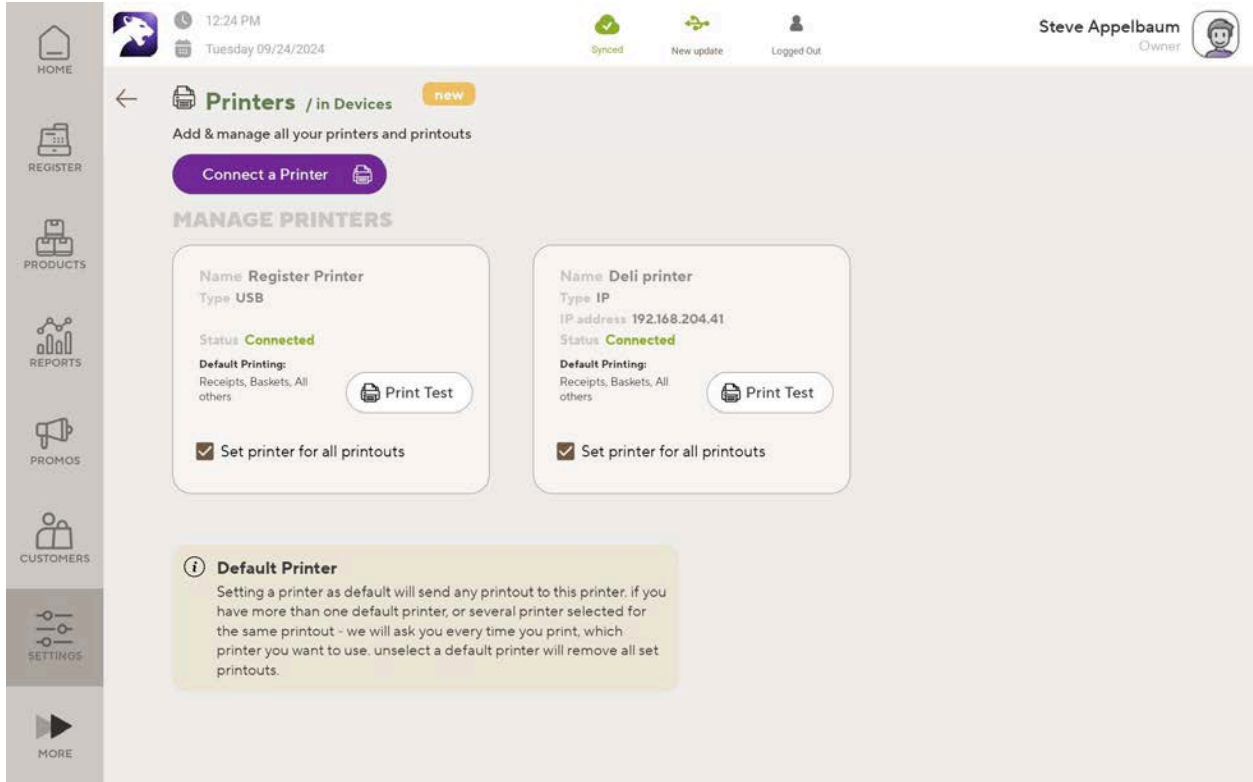 12:24 PM
Tuesday 09/24/2024
Synced
New update
Logged Out
Steve Appelbaum
Owner
HOME
REGISTER
PRODUCTS
REPORTS
PROMOS
CUSTOMERS
SETTINGS
MORE
Printers / in Devices new
Add & manage all your printers and printouts
Connect a Printer
MANAGE PRINTERS
Name Register Printer
Type USB
Status Connected
Default Printing:
Receipts, Baskets, All
others
Print Test
Set printer for all printouts
Name Deli printer
Type IP
IP address 192.168.204.41
Status Connected
Default Printing:
Receipts, Baskets, All
others
Print Test
Set printer for all printouts
Default Printer
Setting a printer as default will send any printout to this printer. if you
have more than one default printer, or several printer selected for
the same printout - we will ask you every time you print, which
printer you want to use. unselect a default printer will remove all set
printouts.